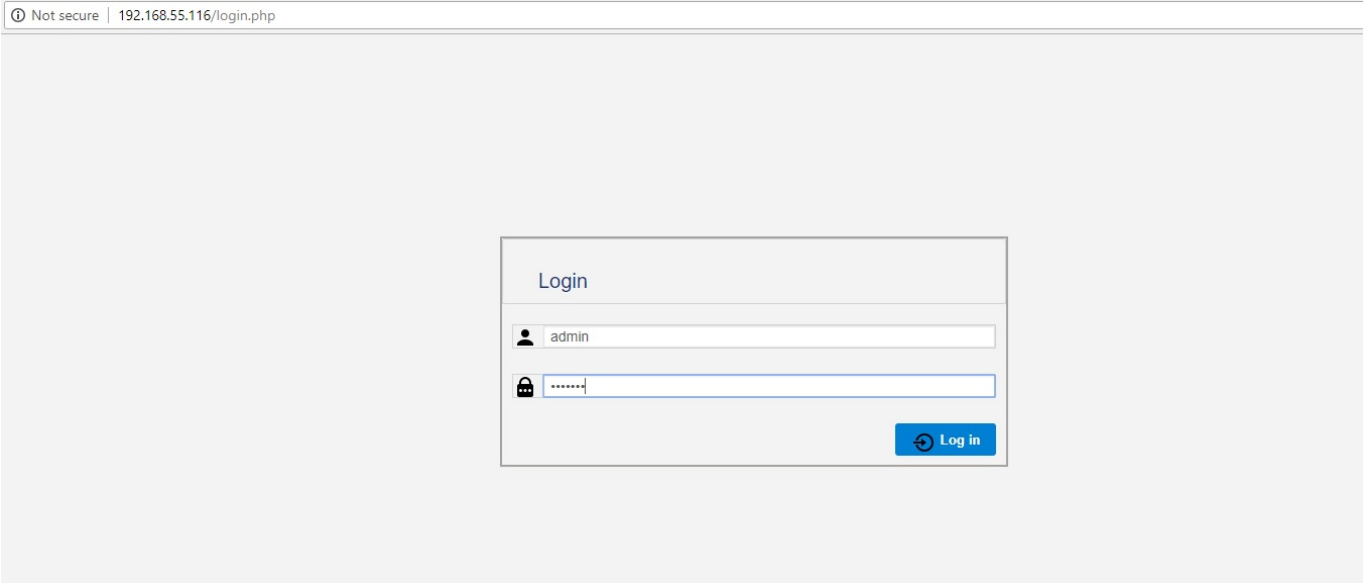 Not secure | 192.168.55.116/login.php
Login
admin
•••••••
Log in